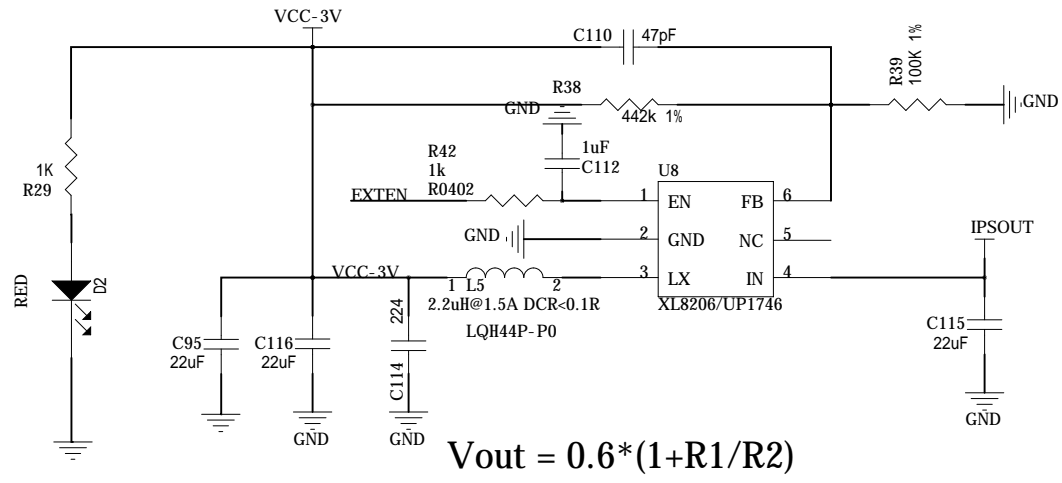 VCC-3V
C110
47pF
R39
100K 1%
GND
R38
442k 1%
GND
1uF
C112
R42
1k
R0402
EXTEN
U8
1
EN
FB
6
2
GND
NC
5
3
LX
IN
4
XL8206/UP1746
GND
IPSOUT
1K
R29
RED
D2
VCC-3V
1
L5
2
2.2uH@1.5A DCR<0.1R
LQH44P-P0
224
C114
C95
22uF
C116
22uF
C115
22uF
GND
GND
GND
Vout = 0.6*(1+R1/R2)